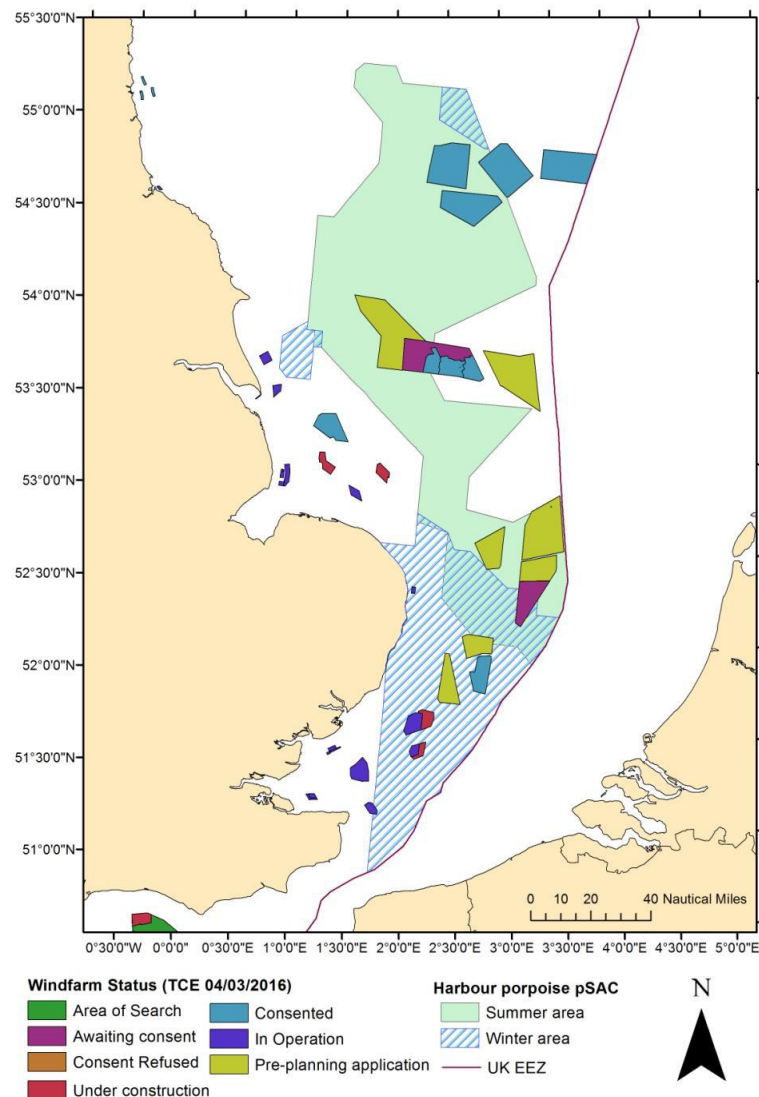 55°30'0"N
55°0'0"N
54°30'0"N
54°0'0"N
53°30'0"N
53°0'0"N
52°30'0"N
52°0'0"N
51°30'0"N
51°0'0"N
0 10 20 40 Nautical Miles
0°30'0"W 0°0'0" 0°30'0"E 1°0'0"E 1°30'0"E 2°0'0"E 2°30'0"E 3°0'0"E 3°30'0"E 4°0'0"E 4°30'0"E 5°0'0"E
Windfarm Status (TCE 04/03/2016)
Area of Search
Awaiting consent
Consent Refused
Under construction
Consented
In Operation
Pre-planning application
Harbour porpoise pSAC
Summer area
Winter area
UK EEZ
N